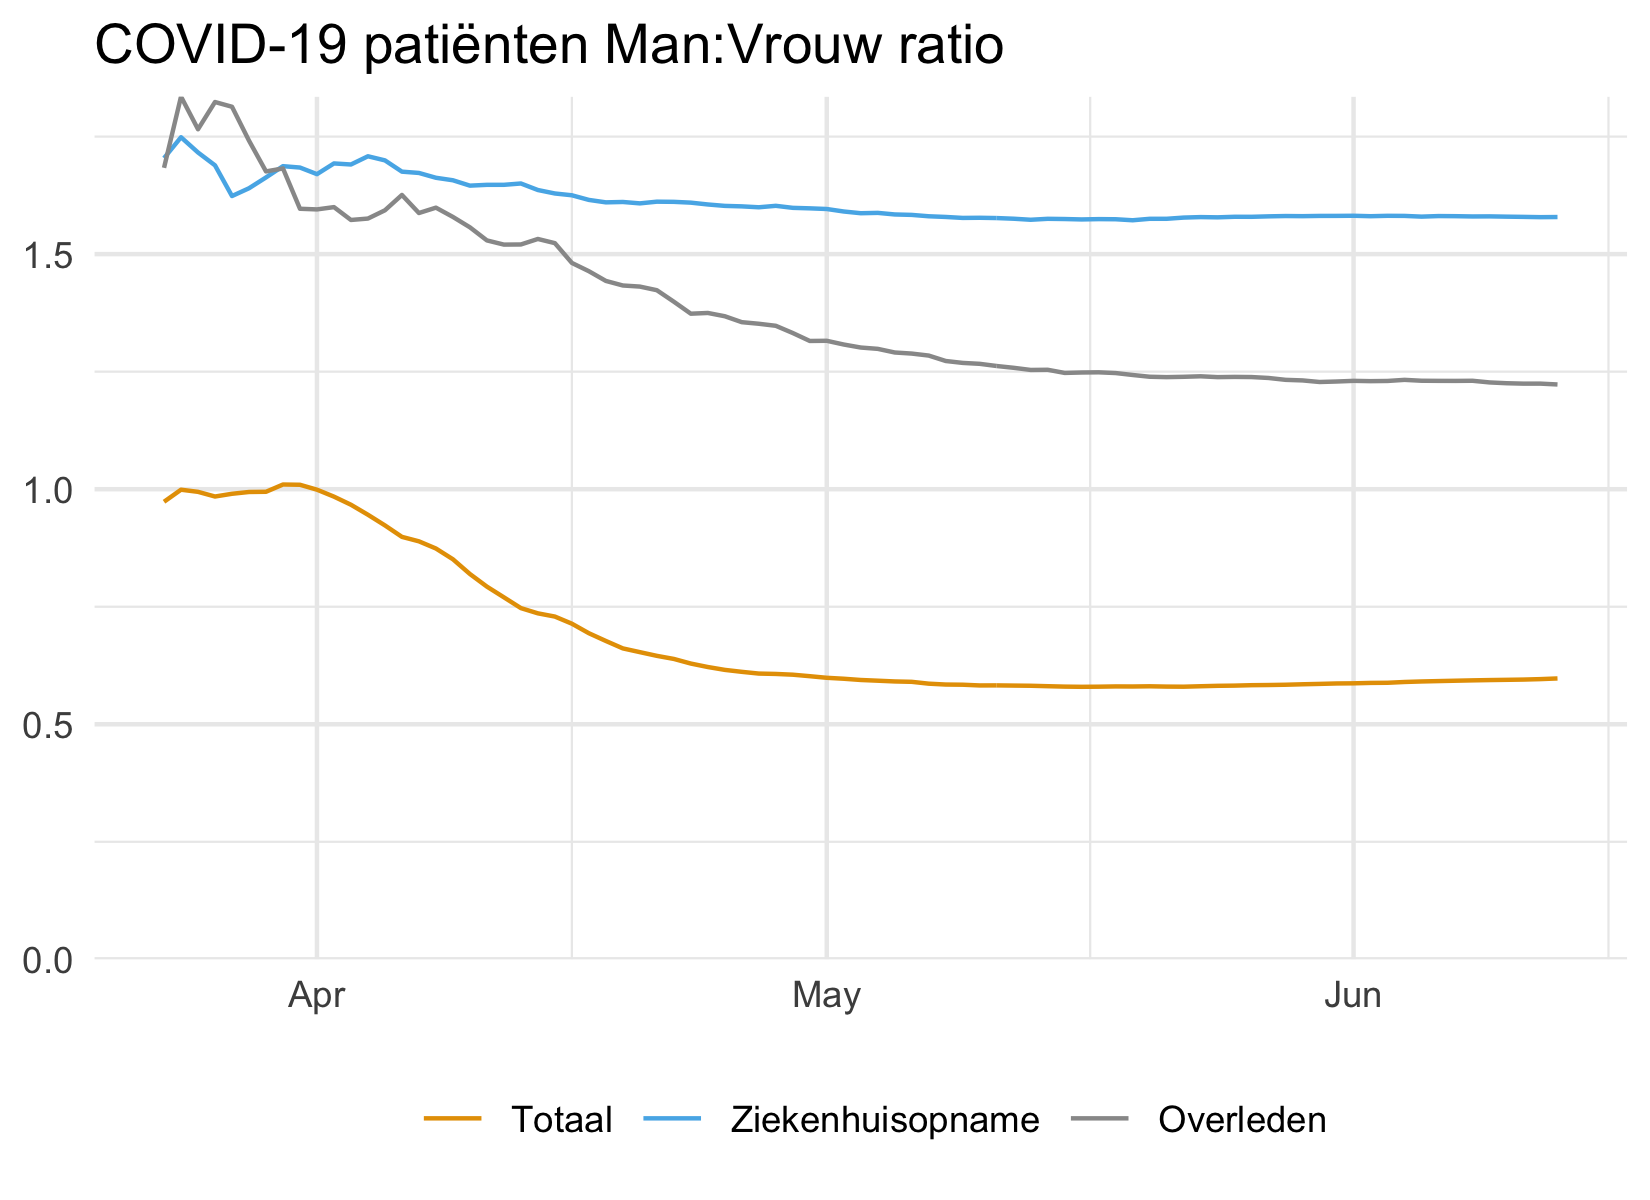 COVID-19 patiënten Man:Vrouw ratio
1.5
1.0
0.5
0.0
Apr May Jun
Totaal Ziekenhuisopname Overleden